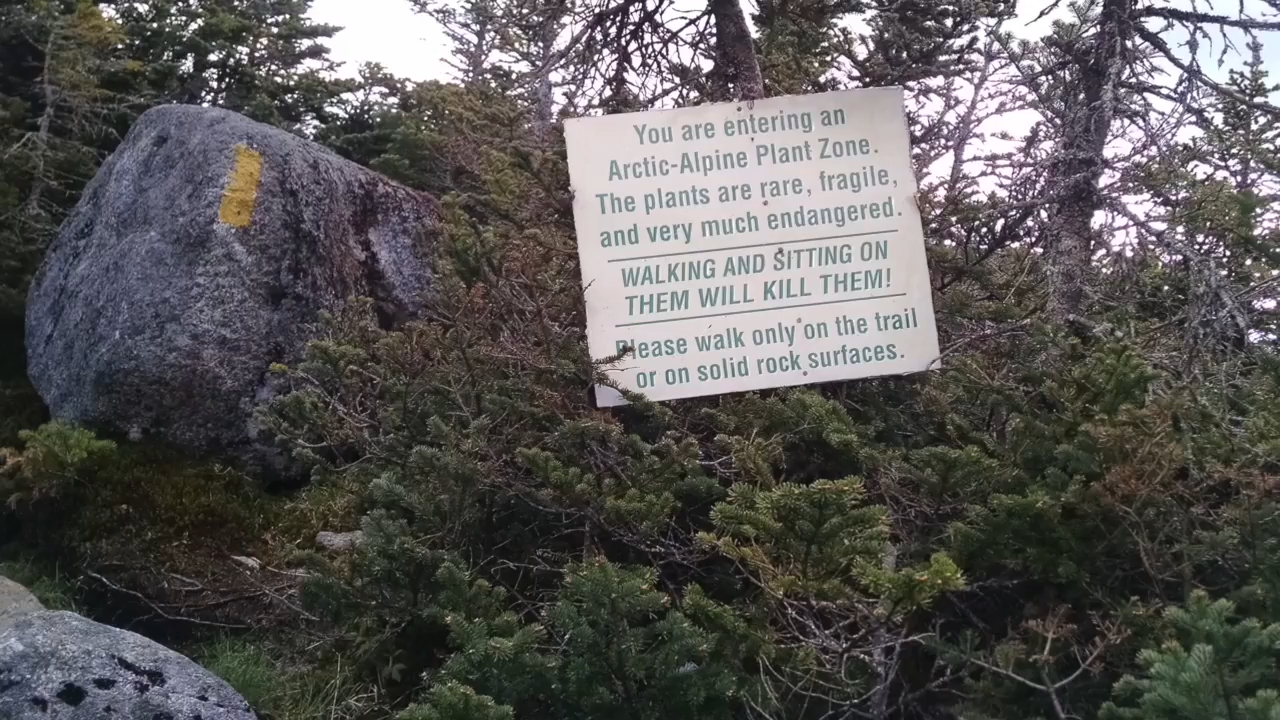 You are entering an
Arctic-Alpine Plant Zone.
The plants are rare, fragile,
and very much endangered.
WALKING AND SITTING ON
THEM WILL KILL THEM!
Please walk only on the trail
or on solid rock surfaces.